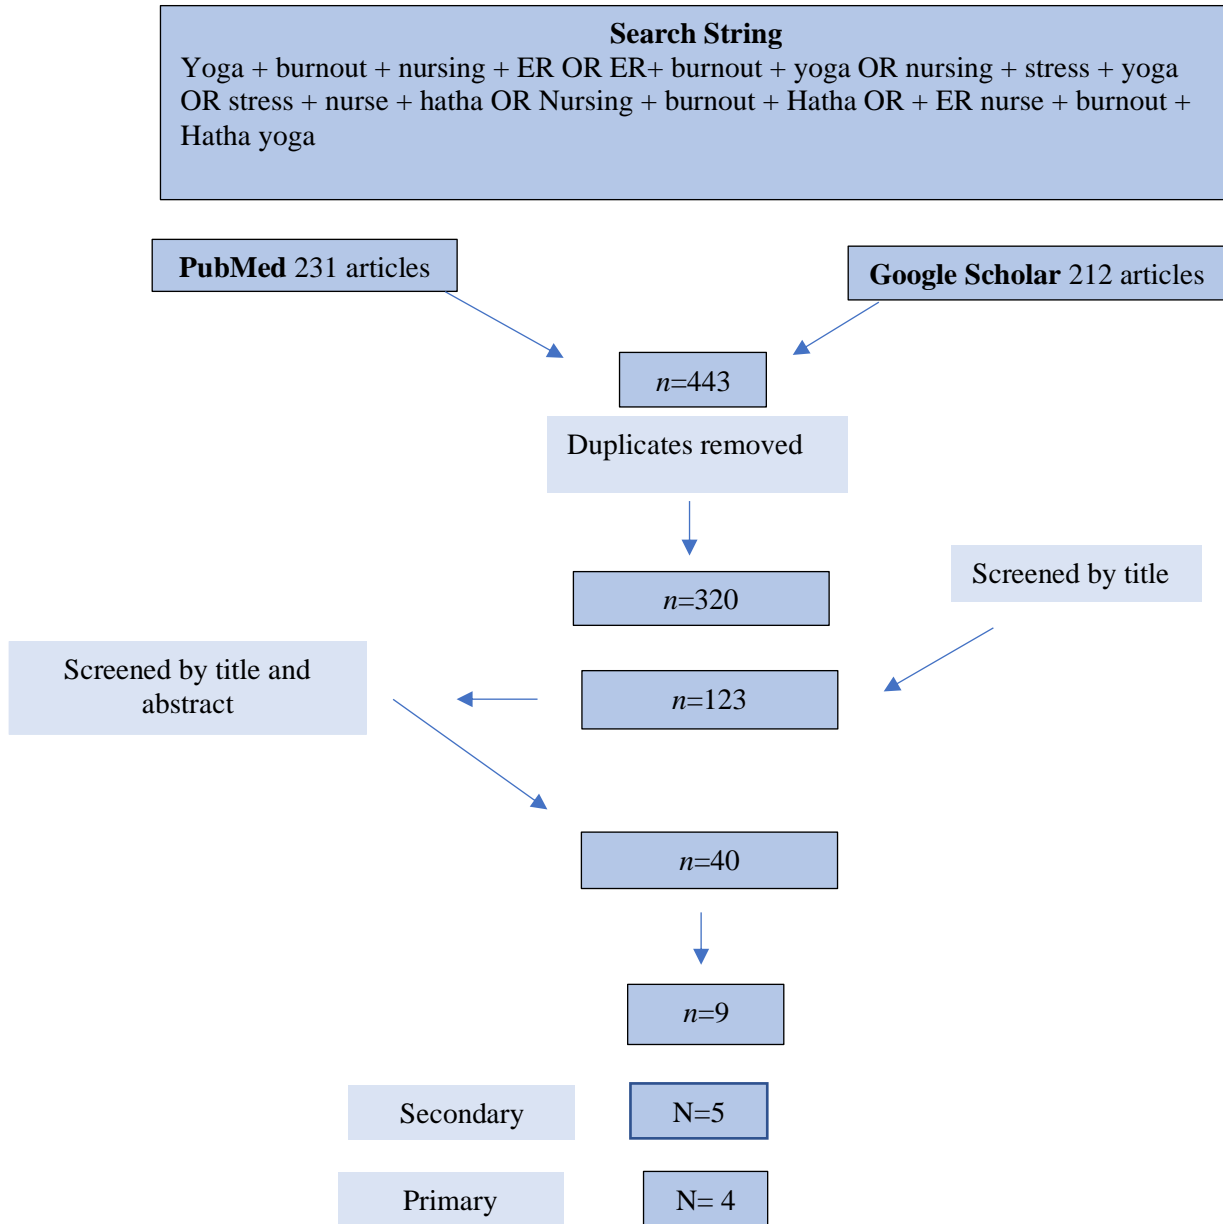 Search String
Yoga + burnout + nursing + ER OR ER+ burnout + yoga OR nursing + stress + yoga
OR stress + nurse + hatha OR Nursing + burnout + Hatha OR + ER nurse + burnout +
Hatha yoga
PubMed 231 articles
Google Scholar 212 articles
n=443
Duplicates removed
n=320
Screened by title
n=123
Screened by title and
abstract
n=40
n=9
Secondary
N=5
Primary
N= 4